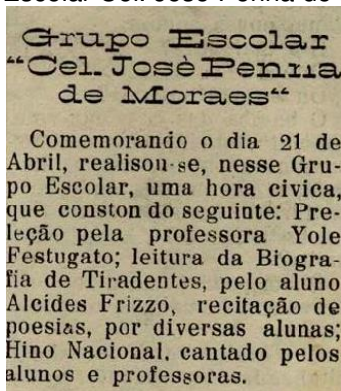 Grupo Escolar
“Cel. Josè Penna
de Moraes“
Comemorando o dia 21 de
Abril, realisou-se, nesse Gru-
po Escolar, uma hora civica,
que conston do seguinte: Pre-
leção pela professora Yole
Festugato; leitura da Biogra-
fia de Tiradentes, pelo aluno
Alcides Frizzo, recitação de
poesias, por diversas alunas;
Hino Nacional, cantado pelos
alunos e professoras.